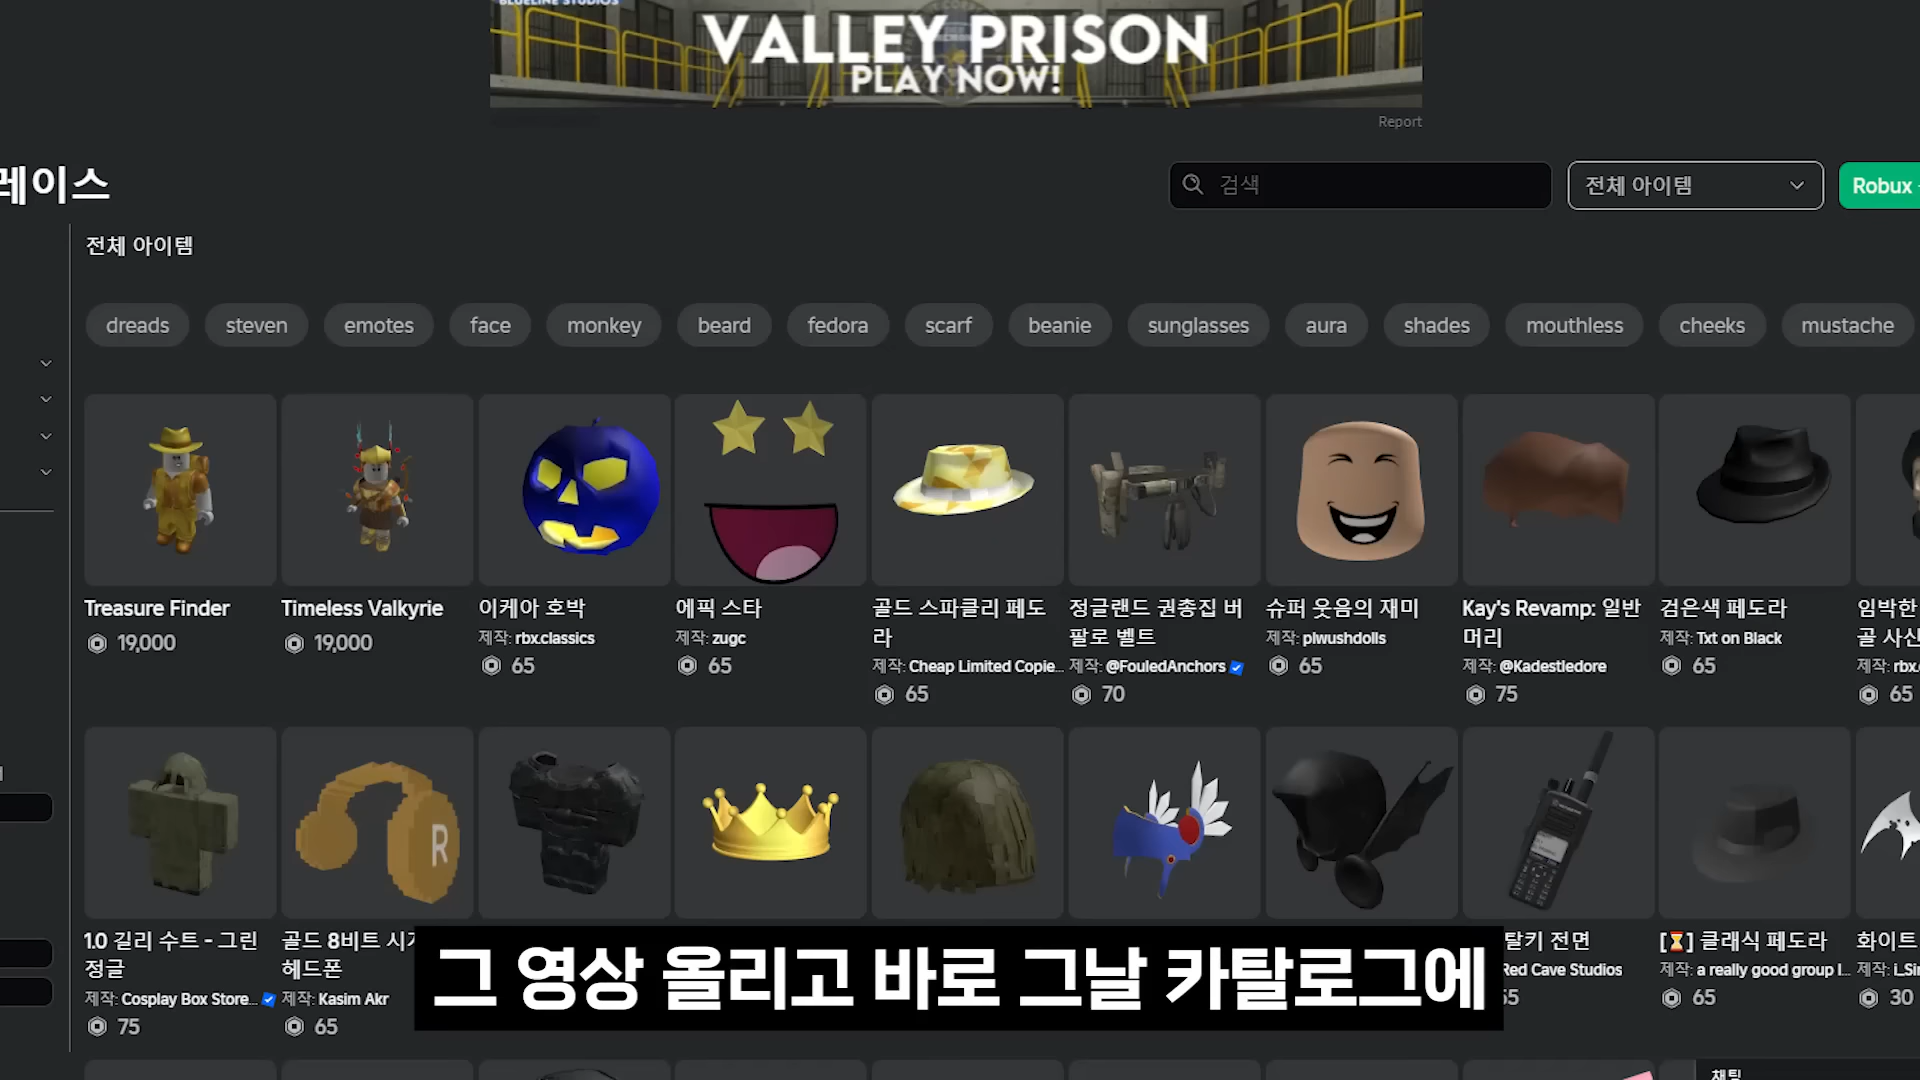 BLUELINE STUDIOS
VALLEY PRISON
PLAY NOW!
Report
레이스
검색
전체 아이템
Robux
전체 아이템
dreads
steven
emotes
face
monkey
beard
fedora
scarf
beanie
sunglasses
aura
shades
mouthless
cheeks
mustache
Treasure Finder
19,000
Timeless Valkyrie
19,000
이케아 호박
제작: rbx.classics
65
에픽 스타
제작: zugc
65
골드 스파클리 페도
라
제작: Cheap Limited Copie...
65
정글랜드 권총집 버
팔로 벨트
제작: @FouledAnchors
70
슈퍼 웃음의 재미
제작: plwushdolls
65
Kay's Revamp: 일반
머리
제작: @Kadestledore
75
검은색 페도라
제작: Txt on Black
65
임박한
골 사신
제작: rbx.
65
R
1.0 길리 수트 - 그린
정글
제작: Cosplay Box Store...
75
골드 8비트 시
헤드폰
제작: Kasim Akr
65
탈키 전면
Red Cave Studios
[⏳] 클래식 페도라
제작: a really good group I...
65
화이트
제작: I.Sir
30
그 영상 올리고 바로 그날 카탈로그에
채팅